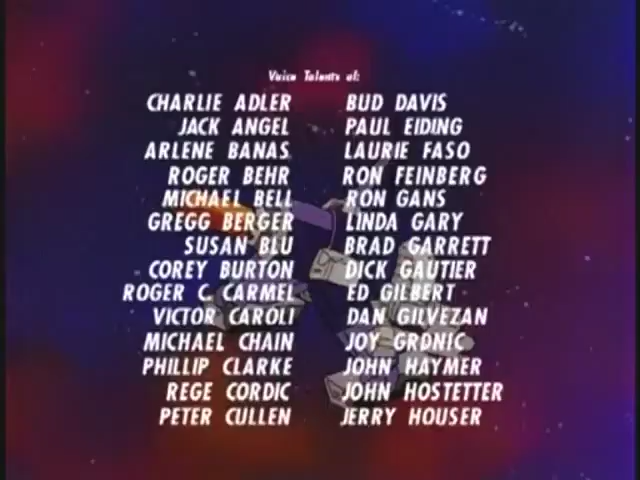 Voice Talents of:
CHARLIE ADLER BUD DAVIS
JACK ANGEL PAUL EIDING
ARLENE BANAS LAURIE FASO
ROGER BEHR RON FEINBERG
MICHAEL BELL RON GANS
GREGG BERGER LINDA GARY
SUSAN BLU BRAD GARRETT
COREY BURTON DICK GAUTIER
ROGER C. CARMEL ED GILBERT
VICTOR CAROLI DAN GILVEZAN
MICHAEL CHAIN JOY GRDNIC
PHILLIP CLARKE JOHN HAYMER
REGE CORDIC JOHN HOSTETTER
PETER CULLEN JERRY HOUSER